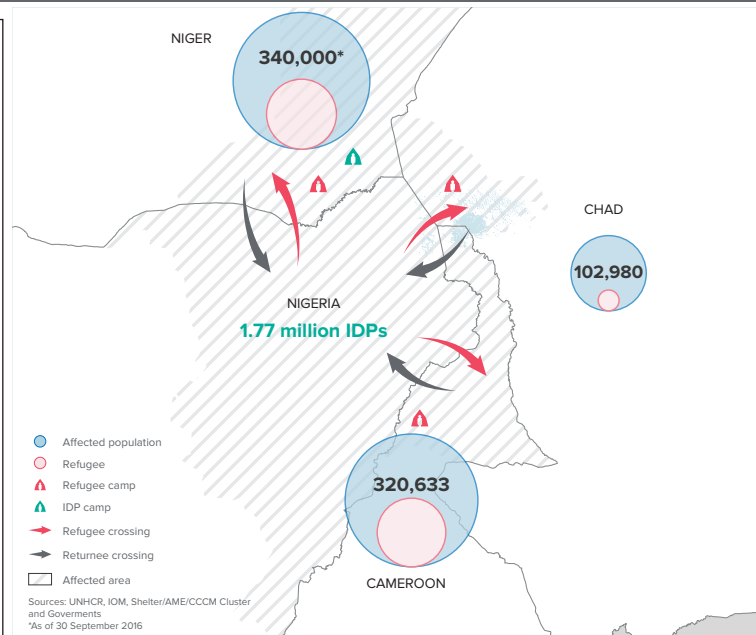 NIGER
340,000*
CHAD
102,980
NIGERIA
1.77 million IDPs
320,633
CAMEROON
Affected population
Refugee
Refugee camp
IDP camp
Refugee crossing
Returnee crossing
Affected area
Sources: UNHCR, IOM, Shelter/AME/CCCM Cluster
and Goverments
*As of 30 September 2016